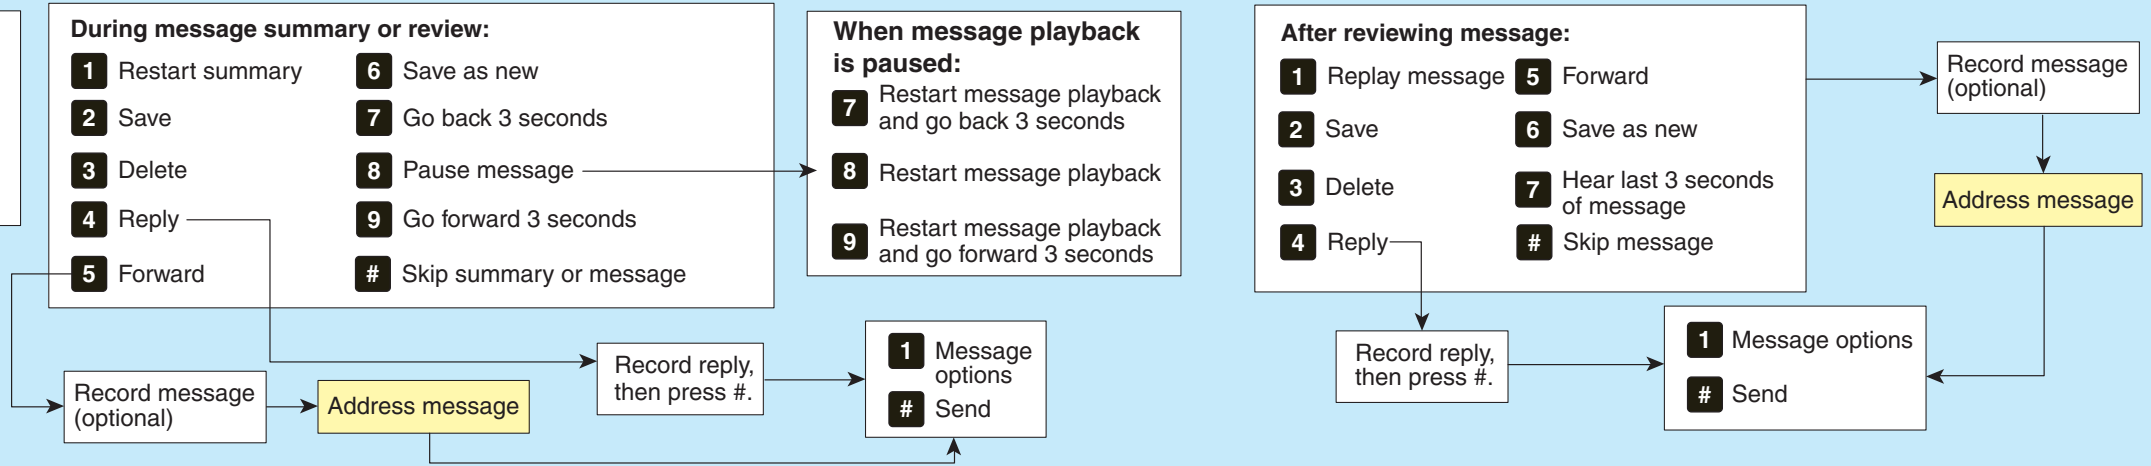 During message summary or review:
1 Restart summary
2 Save
3 Delete
4 Reply
5 Forward
6 Save as new
7 Go back 3 seconds
8 Pause message
9 Go forward 3 seconds
# Skip summary or message
When message playback
is paused:
7 Restart message playback
and go back 3 seconds
8 Restart message playback
9 Restart message playback
and go forward 3 seconds
Record message
(optional)
Address message
Record reply,
then press #.
1 Message
options
# Send
After reviewing message:
1 Replay message
2 Save
3 Delete
4 Reply
5 Forward
6 Save as new
7 Hear last 3 seconds
of message
# Skip message
Record message
(optional)
Address message
Record reply,
then press #.
1 Message options
# Send